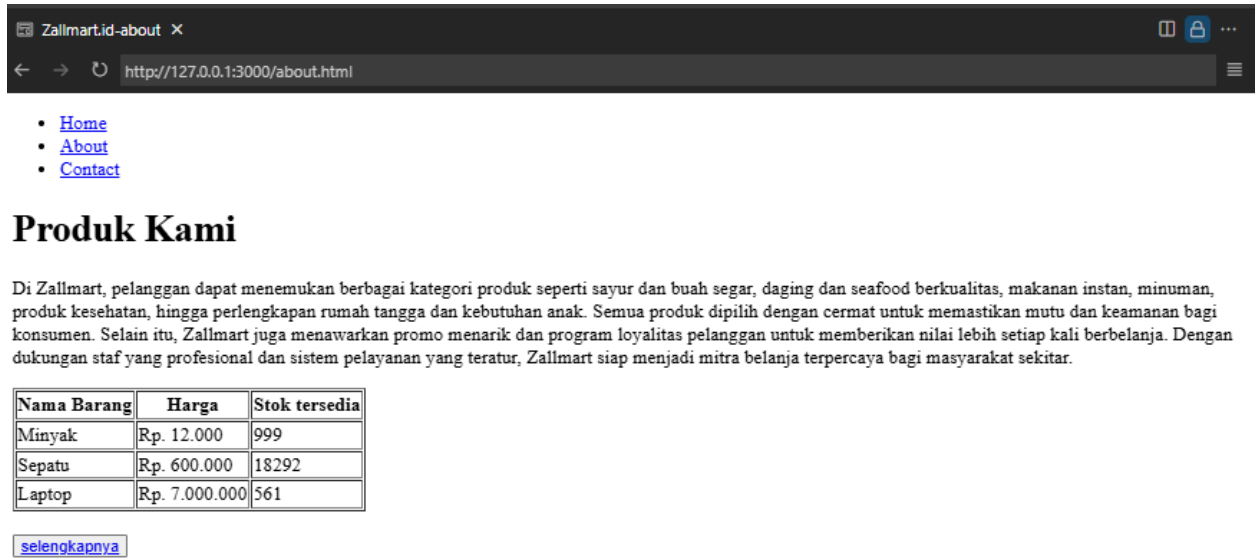 Zallmart.id-about
http://127.0.0.1:3000/about.html
Home
About
Contact
Produk Kami
Di Zallmart, pelanggan dapat menemukan berbagai kategori produk seperti sayur dan buah segar, daging dan seafood berkualitas, makanan instan, minuman,
produk kesehatan, hingga perlengkapan rumah tangga dan kebutuhan anak. Semua produk dipilih dengan cermat untuk memastikan mutu dan keamanan bagi
konsumen. Selain itu, Zallmart juga menawarkan promo menarik dan program loyalitas pelanggan untuk memberikan nilai lebih setiap kali berbelanja. Dengan
dukungan staf yang profesional dan sistem pelayanan yang teratur, Zallmart siap menjadi mitra belanja terpercaya bagi masyarakat sekitar.
Nama Barang Harga Stok tersedia
Minyak Rp. 12.000 999
Sepatu Rp. 600.000 18292
Laptop Rp. 7.000.000 561
selengkapnya